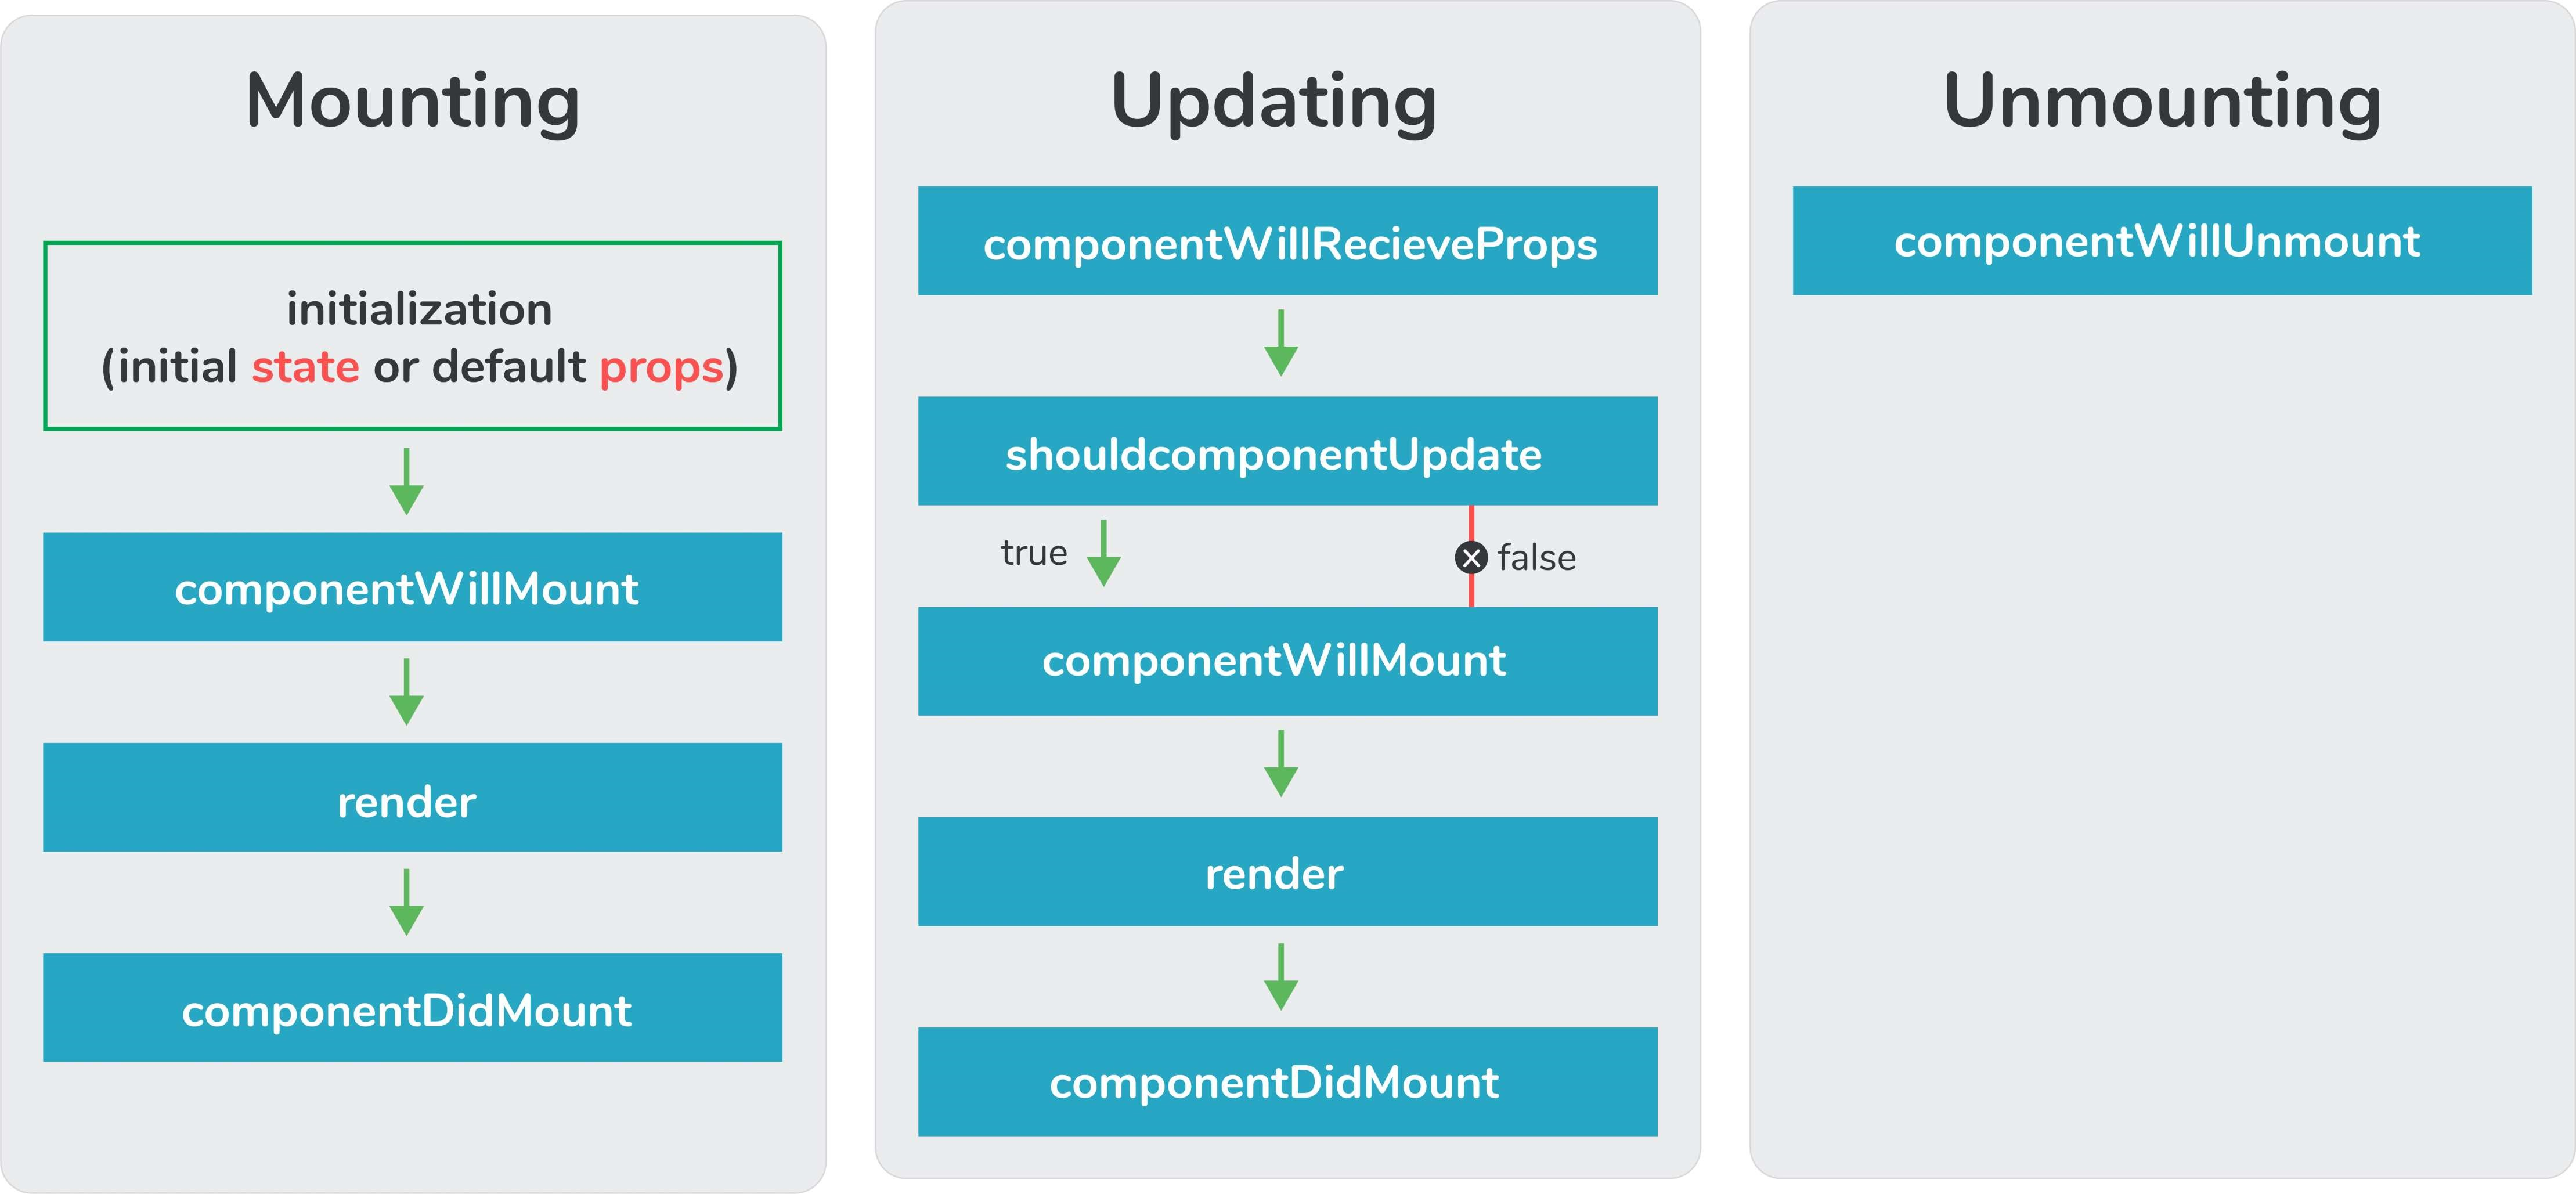 Mounting
initialization
(initial state or default props)
componentWillMount
render
componentDidMount
Updating
componentWillRecieveProps
shouldcomponentUpdate
true
false
componentWillMount
render
componentDidMount
Unmounting
componentWillUnmount